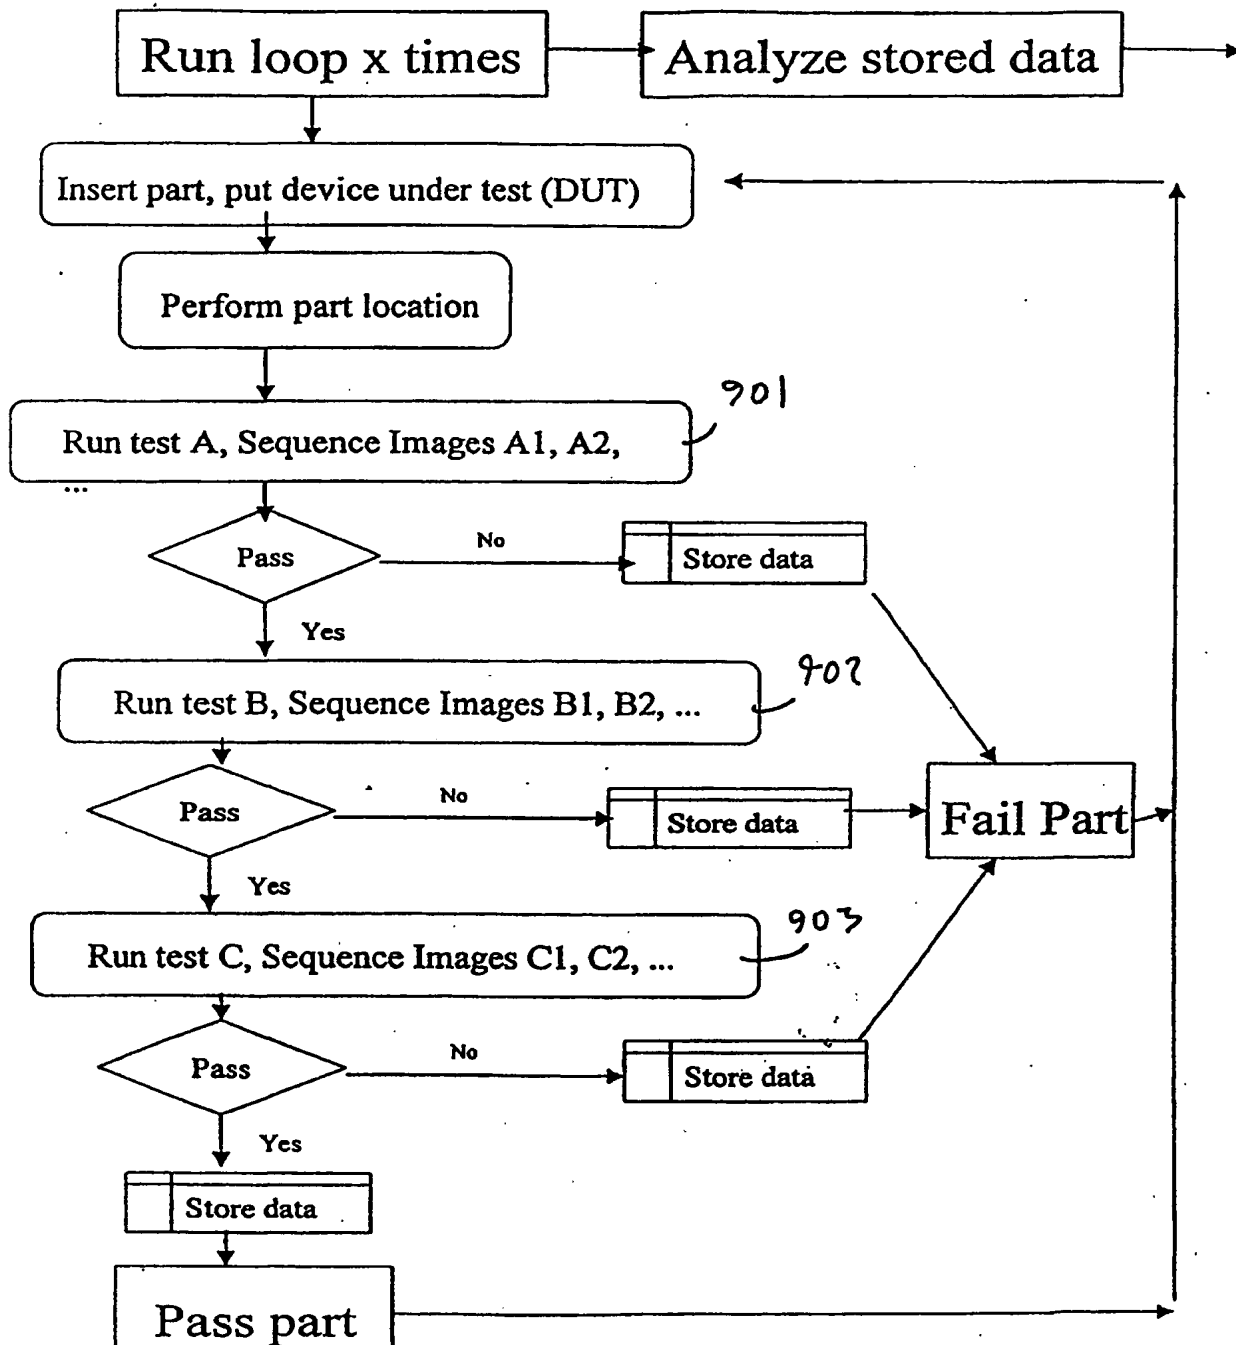 Run loop x times
Analyze stored data
Insert part, put device under test (DUT)
Perform part location
901
Run test A, Sequence Images A1, A2,
...
Pass
No
Store data
Yes
902
Run test B, Sequence Images B1, B2, ...
Pass
No
Store data
Fail Part
Yes
903
Run test C, Sequence Images C1, C2, ...
Pass
No
Store data
Yes
Store data
Pass part